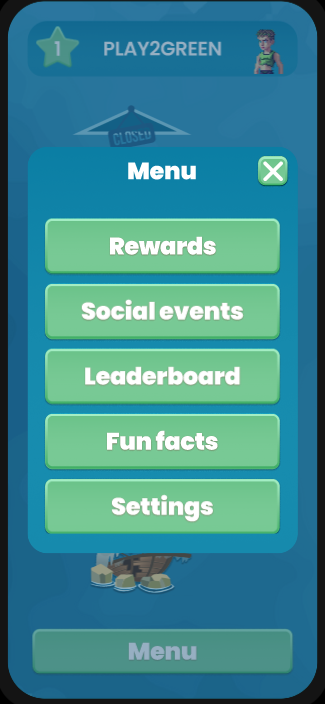 1
PLAY2GREEN
CLOSED
Menu
Rewards
Social events
Leaderboard
Fun facts
Settings
Menu